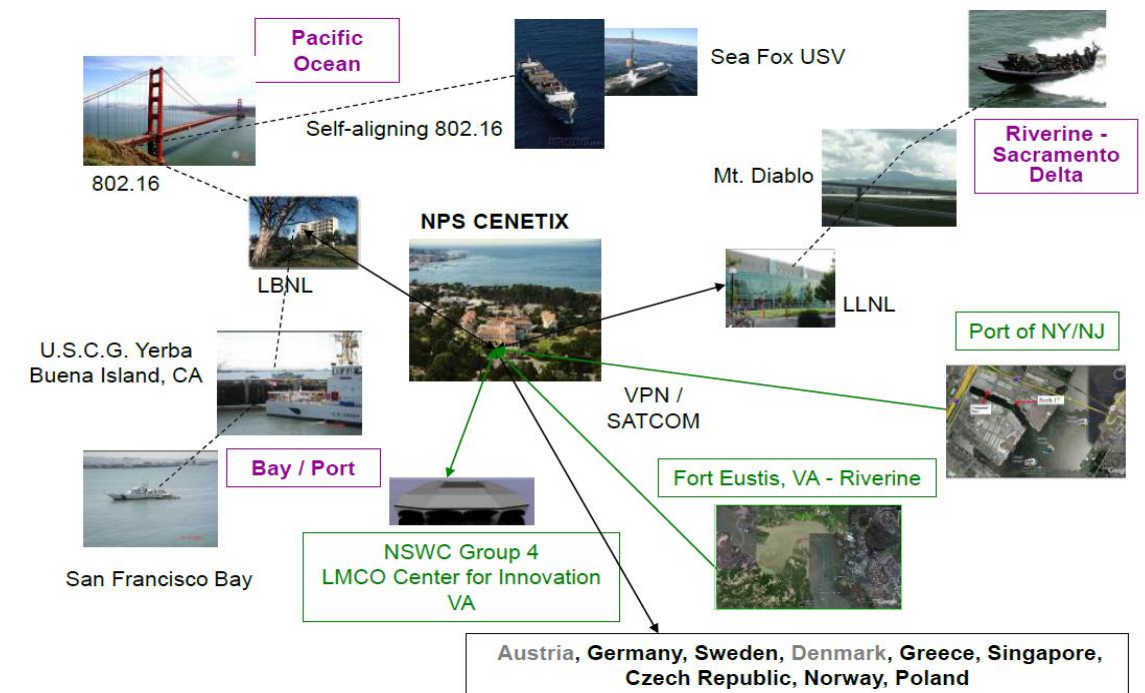 Pacific
Ocean
Sea Fox USV
Self-aligning 802.16
802.16
Riverine -
Sacramento
Delta
Mt. Diablo
NPS CENETIX
LBNL
LLNL
Port of NY/NJ
U.S.C.G. Yerba
Buena Island, CA
VPN /
SATCOM
Bay / Port
Fort Eustis, VA - Riverine
San Francisco Bay
NSWC Group 4
LMCO Center for Innovation
VA
Austria, Germany, Sweden, Denmark, Greece, Singapore,
Czech Republic, Norway, Poland